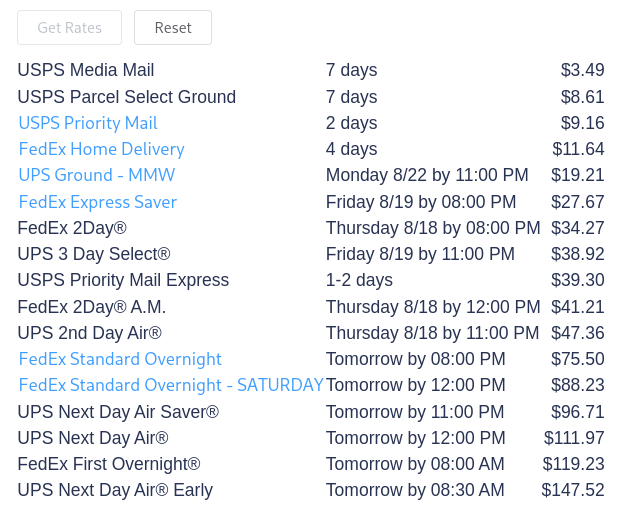 Get Rates Reset
USPS Media Mail 7 days $3.49
USPS Parcel Select Ground 7 days $8.61
USPS Priority Mail 2 days $9.16
FedEx Home Delivery 4 days $11.64
UPS Ground - MMW Monday 8/22 by 11:00 PM $19.21
FedEx Express Saver Friday 8/19 by 08:00 PM $27.67
FedEx 2Day® Thursday 8/18 by 08:00 PM $34.27
UPS 3 Day Select® Friday 8/19 by 11:00 PM $38.92
USPS Priority Mail Express 1-2 days $39.30
FedEx 2Day® A.M. Thursday 8/18 by 12:00 PM $41.21
UPS 2nd Day Air® Thursday 8/18 by 11:00 PM $47.36
FedEx Standard Overnight Tomorrow by 08:00 PM $75.50
FedEx Standard Overnight - SATURDAY Tomorrow by 12:00 PM $88.23
UPS Next Day Air Saver® Tomorrow by 11:00 PM $96.71
UPS Next Day Air® Tomorrow by 12:00 PM $111.97
FedEx First Overnight® Tomorrow by 08:00 AM $119.23
UPS Next Day Air® Early Tomorrow by 08:30 AM $147.52